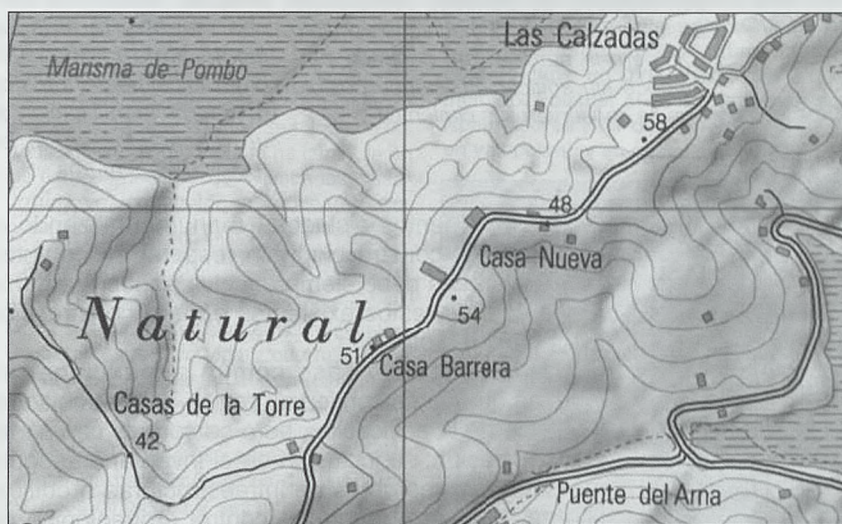 Las Calzadas
Marisma de Pombo
58
48
Casa Nueva
Natural
54
51
Casa Barrera
Casas de la Torre
42
Puente del Arna